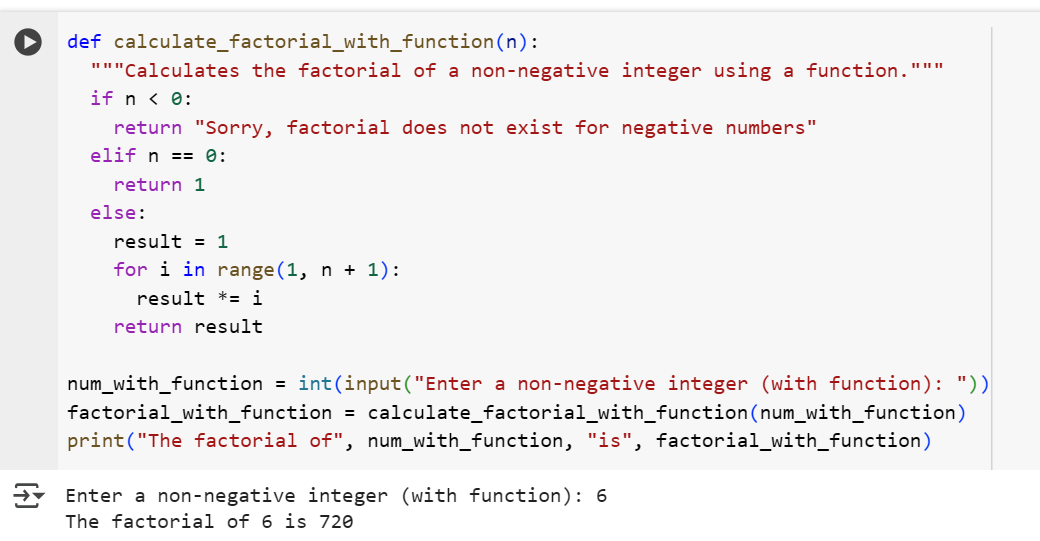 def calculate_factorial_with_function(n):
  """Calculates the factorial of a non-negative integer using a function."""
  if n < 0:
    return "Sorry, factorial does not exist for negative numbers"
  elif n == 0:
    return 1
  else:
    result = 1
    for i in range(1, n + 1):
      result *= i
    return result

num_with_function = int(input("Enter a non-negative integer (with function): "))
factorial_with_function = calculate_factorial_with_function(num_with_function)
print("The factorial of", num_with_function, "is", factorial_with_function)
Enter a non-negative integer (with function): 6
The factorial of 6 is 720